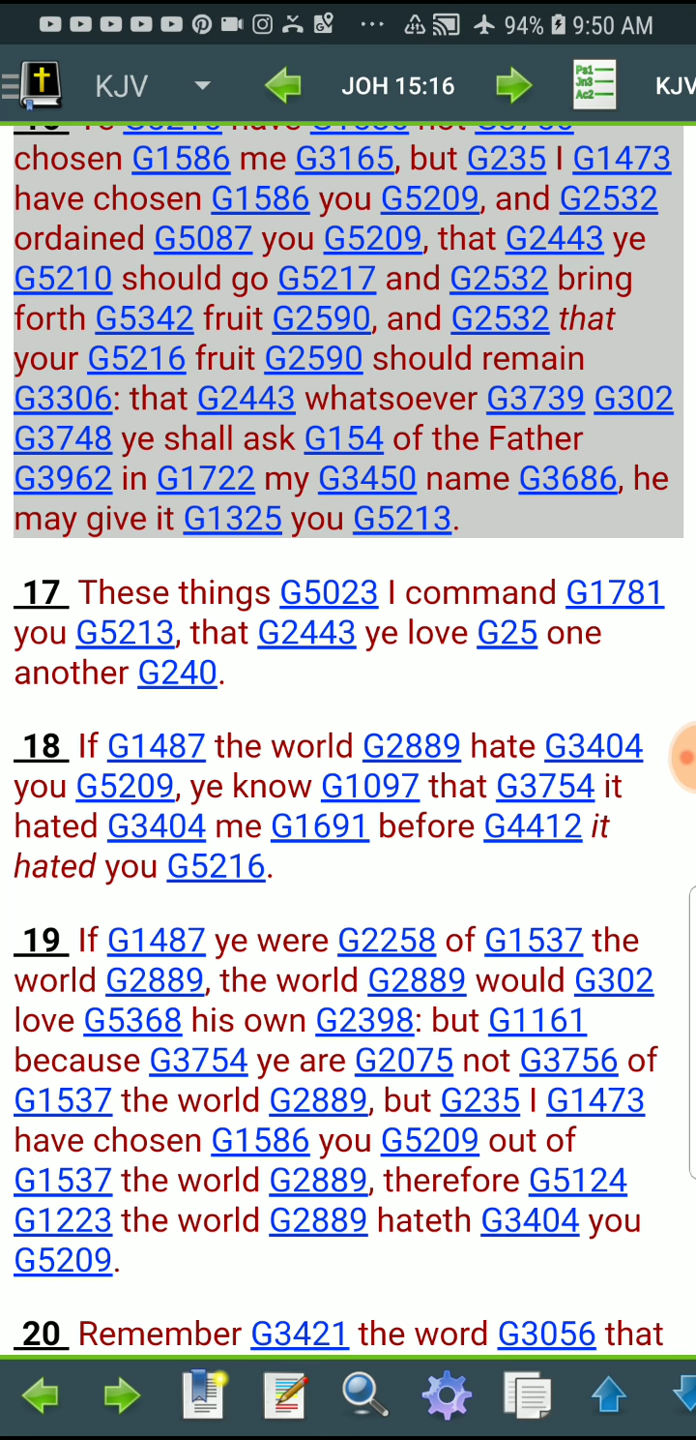 94% 9:50 AM
KJV JOH 15:16 Ps1 Jn3 Ac2 KJV
chosen G1586 me G3165, but G235 I G1473
have chosen G1586 you G5209, and G2532
ordained G5087 you G5209, that G2443 ye
G5210 should go G5217 and G2532 bring
forth G5342 fruit G2590, and G2532 that
your G5216 fruit G2590 should remain
G3306: that G2443 whatsoever G3739 G302
G3748 ye shall ask G154 of the Father
G3962 in G1722 my G3450 name G3686, he
may give it G1325 you G5213.
17 These things G5023 I command G1781
you G5213, that G2443 ye love G25 one
another G240.
18 If G1487 the world G2889 hate G3404
you G5209, ye know G1097 that G3754 it
hated G3404 me G1691 before G4412 it
hated you G5216.
19 If G1487 ye were G2258 of G1537 the
world G2889, the world G2889 would G302
love G5368 his own G2398: but G1161
because G3754 ye are G2075 not G3756 of
G1537 the world G2889, but G235 I G1473
have chosen G1586 you G5209 out of
G1537 the world G2889, therefore G5124
G1223 the world G2889 hateth G3404 you
G5209.
20 Remember G3421 the word G3056 that